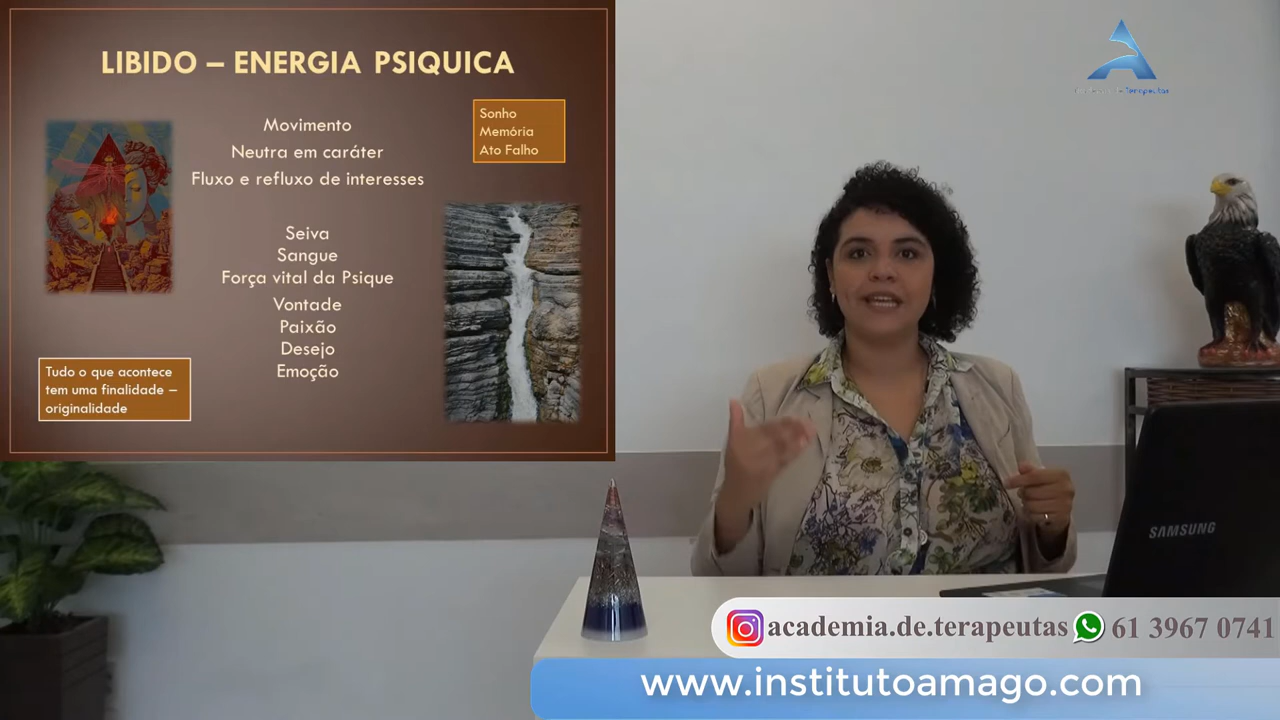 LIBIDO – ENERGIA PSIQUICA
Sonho
Memória
Ato Falho
Movimento
Neutra em caráter
Fluxo e refluxo de interesses
Seiva
Sangue
Força vital da Psique
Vontade
Paixão
Desejo
Emoção
Tudo o que acontece
tem uma finalidade –
originalidade
Terapeutas
SAMSUNG
academia.de.terapeutas 61 3967 0741
www.institutoamago.com